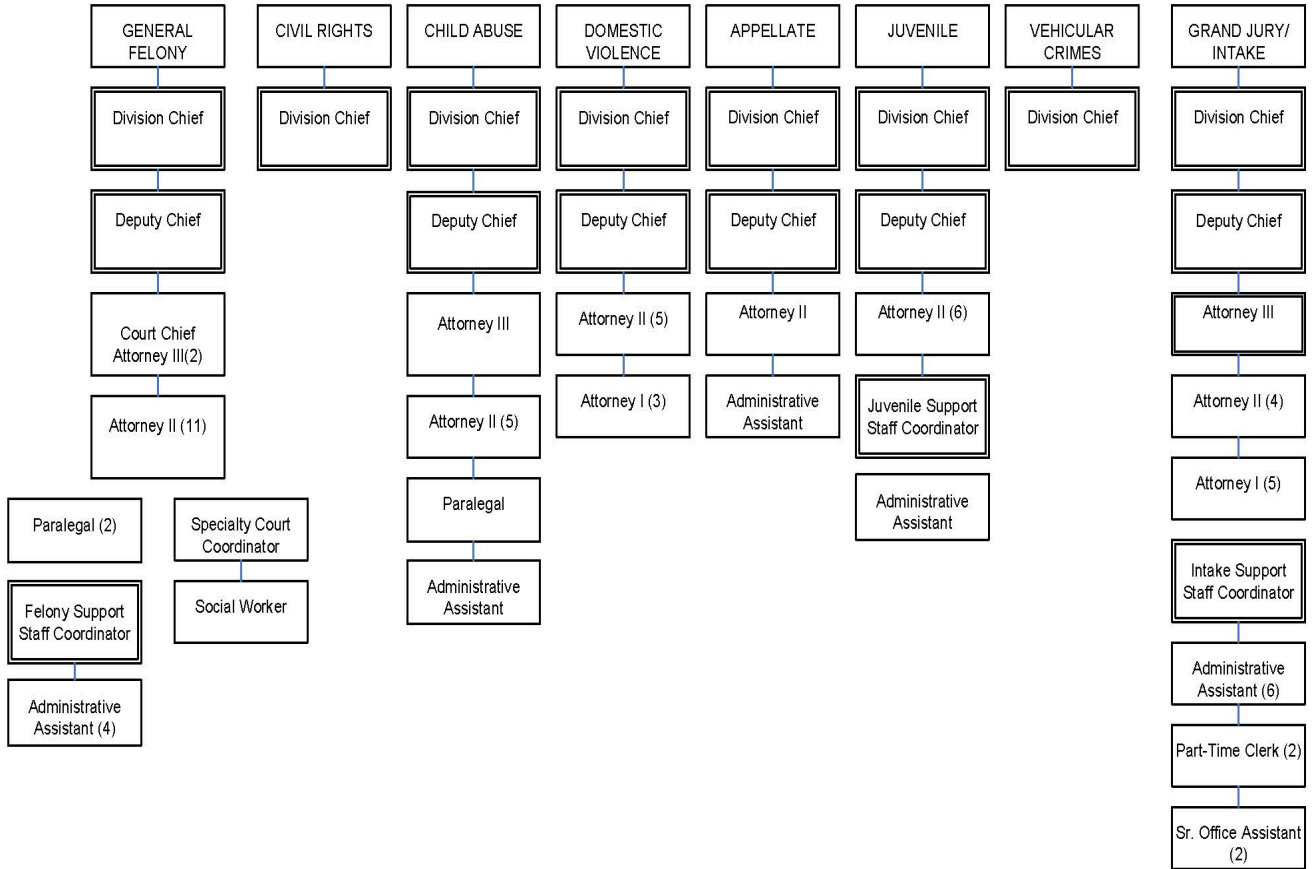 GENERAL
FELONY
Division Chief
Deputy Chief
Court Chief
Attorney III(2)
Attorney II (11)
Paralegal (2)
Felony Support
Staff Coordinator
Administrative
Assistant (4)
Specialty Court
Coordinator
Social Worker
CIVIL RIGHTS
Division Chief
CHILD ABUSE
Division Chief
Deputy Chief
Attorney III
Attorney II (5)
Paralegal
Administrative
Assistant
DOMESTIC
VIOLENCE
Division Chief
Deputy Chief
Attorney II (5)
Attorney I (3)
APPELLATE
Division Chief
Deputy Chief
Attorney II
Administrative
Assistant
JUVENILE
Division Chief
Deputy Chief
Attorney II (6)
Juvenile Support
Staff Coordinator
Administrative
Assistant
VEHICULAR
CRIMES
Division Chief
GRAND JURY/
INTAKE
Division Chief
Deputy Chief
Attorney III
Attorney II (4)
Attorney I (5)
Intake Support
Staff Coordinator
Administrative
Assistant (6)
Part-Time Clerk (2)
Sr. Office Assistant
(2)